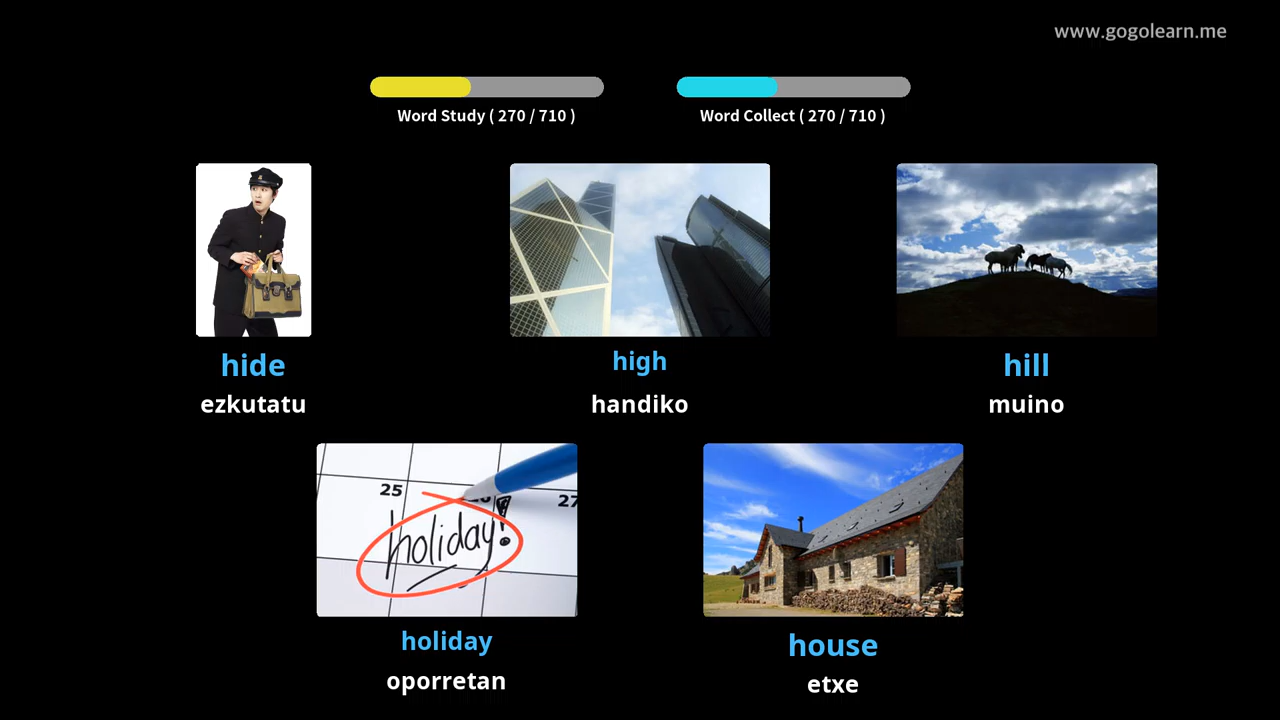 www.gogolearn.me
Word Study ( 270 / 710 )
Word Collect ( 270 / 710 )
hide
ezkutatu
high
handiko
hill
muino
25
27
holiday!
holiday
oporretan
house
etxe